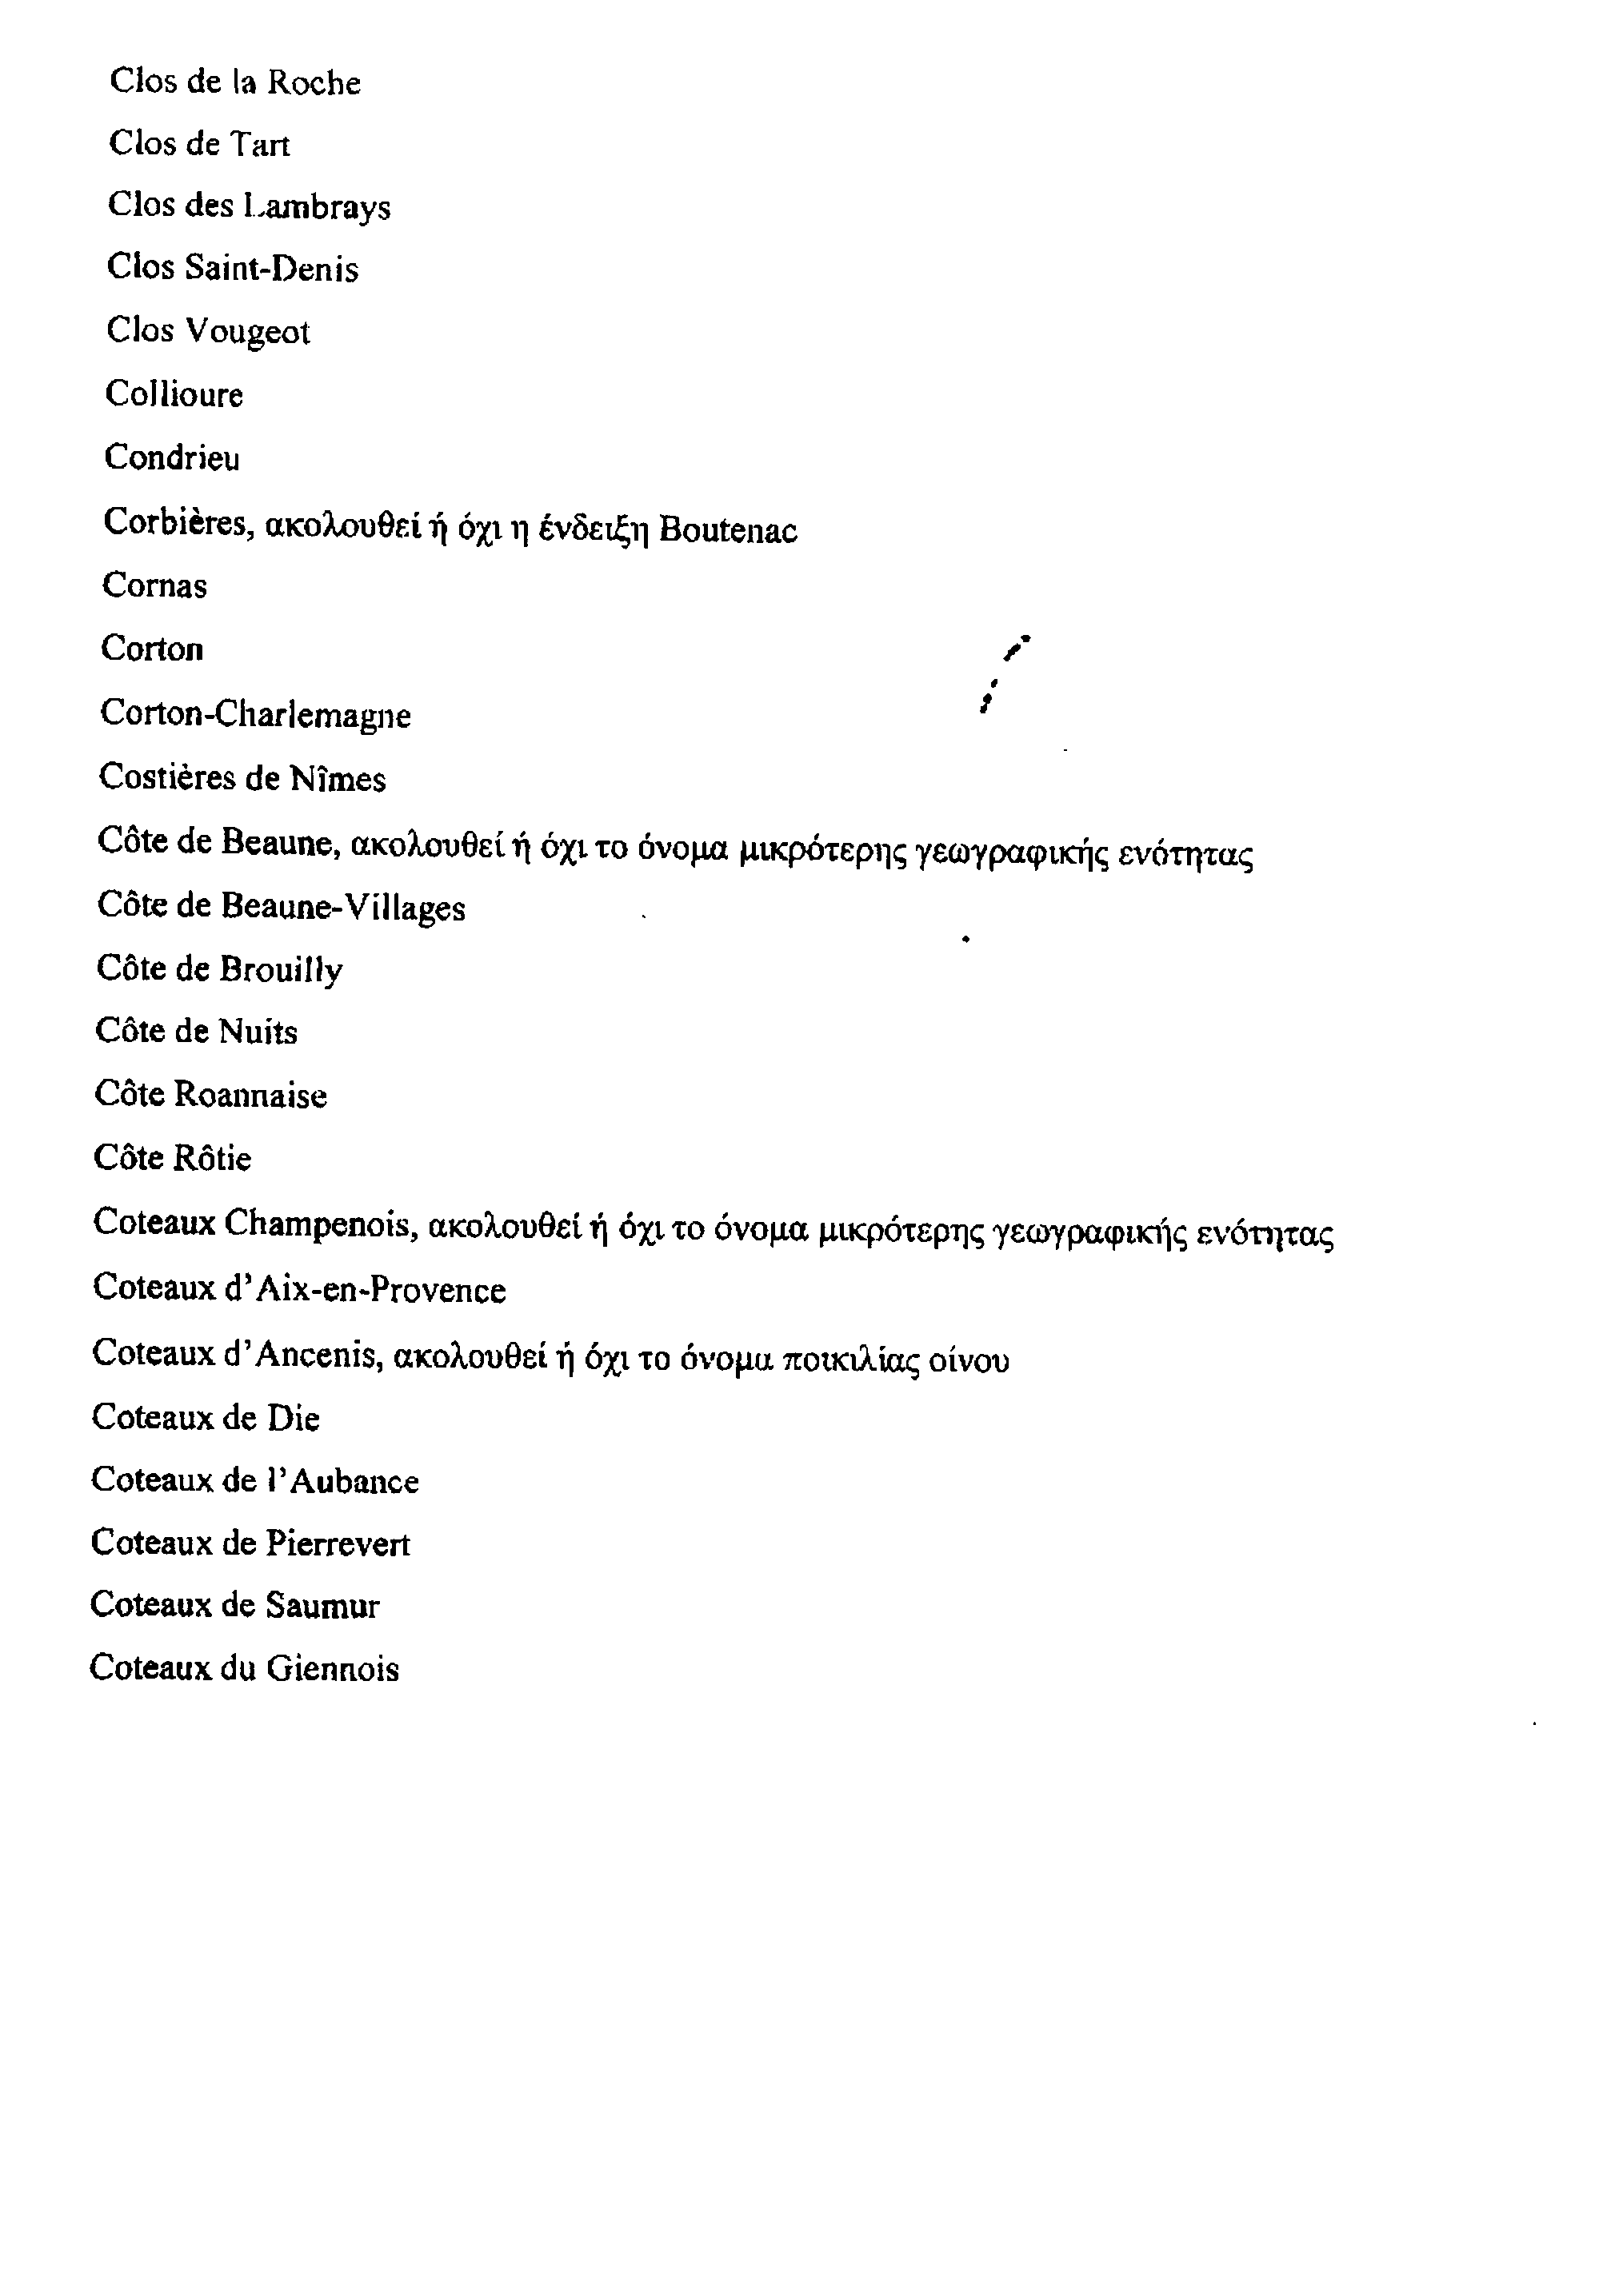 Clos de la Roche
Clos de Tart
Clos des Lambrays
Clos Saint-Denis
Clos Vougeot
Collioure
Condrieu
Corbières, ακολουθεί ή όχι η ένδειξη Boutenac
Cornas
Corton
Corton-Charlemagne
Costières de Nîmes
Côte de Beaune, ακολουθεί ή όχι το όνομα μικρότερης γεωγραφικής ενότητας
Côte de Beaune-Villages
Côte de Brouilly
Côte de Nuits
Côte Roannaise
Côte Rôtie
Coteaux Champenois, ακολουθεί ή όχι το όνομα μικρότερης γεωγραφικής ενότητας
Coteaux d’Aix-en-Provence
Coteaux d’Ancenis, ακολουθεί ή όχι το όνομα ποικιλίας οίνου
Coteaux de Die
Coteaux de l’Aubance
Coteaux de Pierrevert
Coteaux de Saumur
Coteaux du Giennois